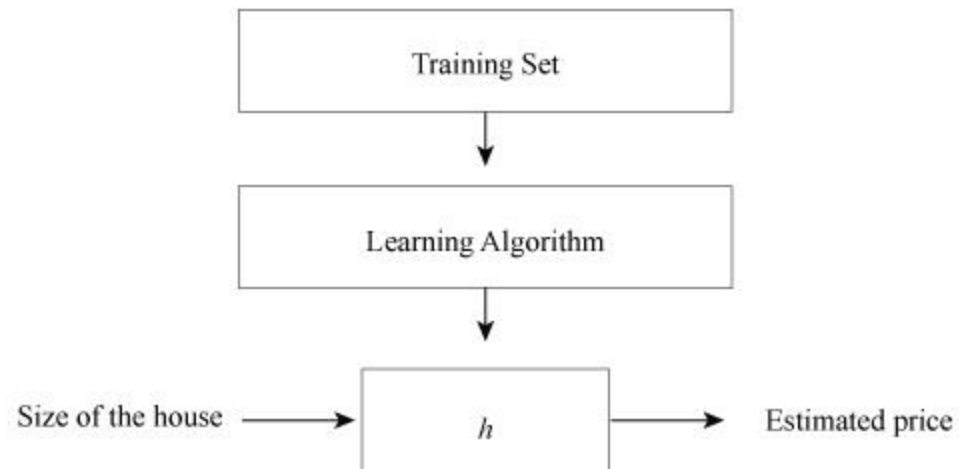 Training Set
Learning Algorithm
Size of the house
h
Estimated price